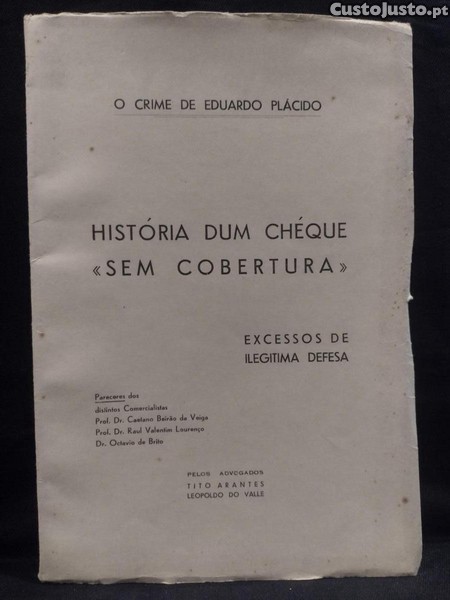 CustoJusto.pt
O CRIME DE EDUARDO PLÁCIDO
HISTÓRIA DUM CHÉQUE
«SEM COBERTURA»
EXCESSOS DE
ILEGITIMA DEFESA
Pareceres dos
distintos Comercialistas
Prof. Dr. Caetano Beirão da Veiga
Prof. Dr. Raul Valentim Lourenço
Dr. Octavio de Brito
PELOS ADVOGADOS
TITO ARANTES
LEOPOLDO DO VALLE